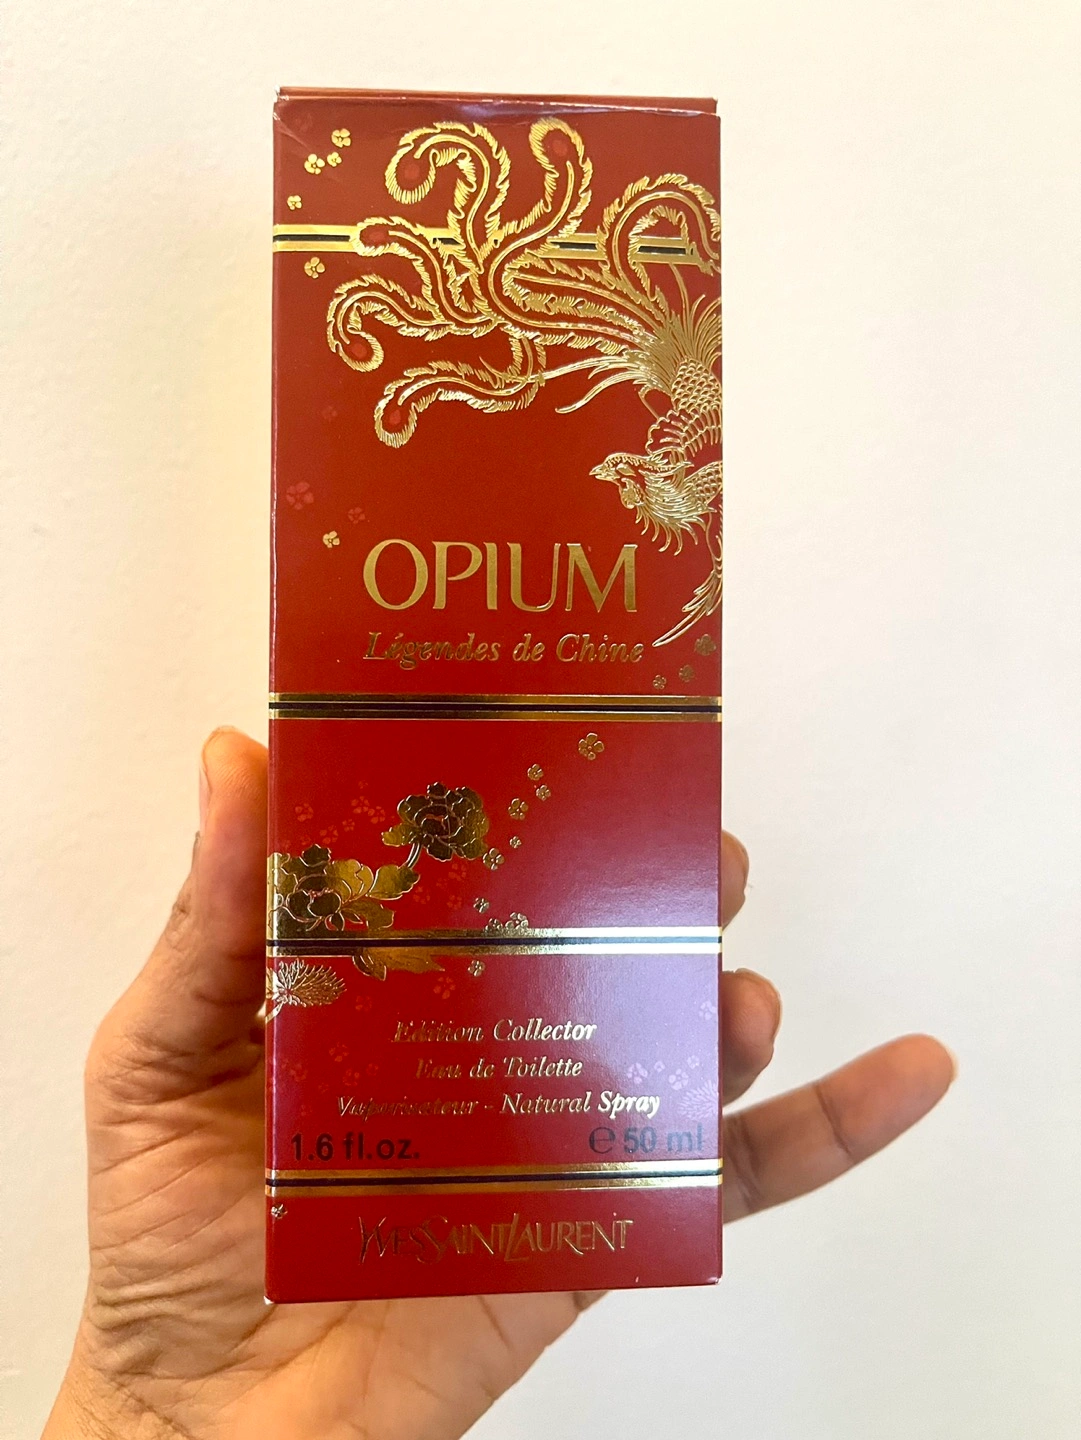 OPIUM
Légendes de Chine
Edition Collector
Eau de Toilette
Vaporisateur - Natural Spray
1.6 fl.oz. ℮ 50 ml
YVESSAINTLAURENT